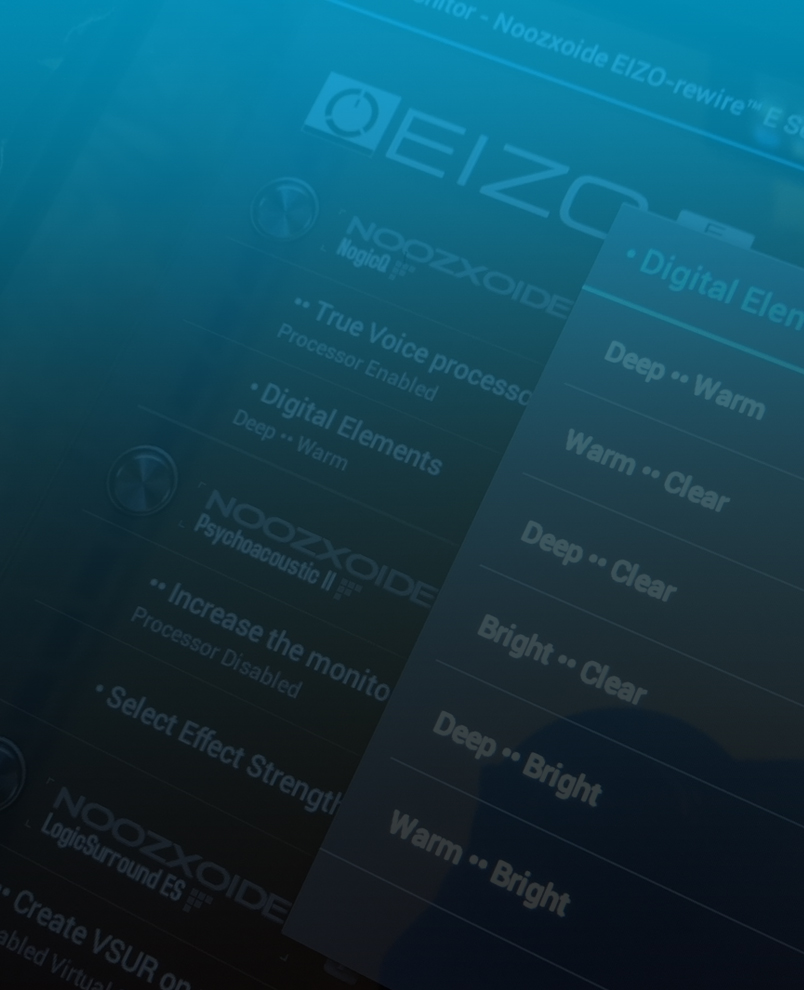 nitor - Noozxoide EIZO-rewire™ E S
EIZO
E
NOOZXOIDE
NogicQ
•• True Voice processo
Processor Enabled
• Digital Elements
Deep •• Warm
NOOZXOIDE
Psychoacoustic II
•• Increase the monito
Processor Disabled
• Select Effect Strength
NOOZXOIDE
LogicSurround ES
•• Create VSUR on
abled Virtual
• Digital Elem
Deep •• Warm
Warm •• Clear
Deep •• Clear
Bright •• Clear
Deep •• Bright
Warm •• Bright